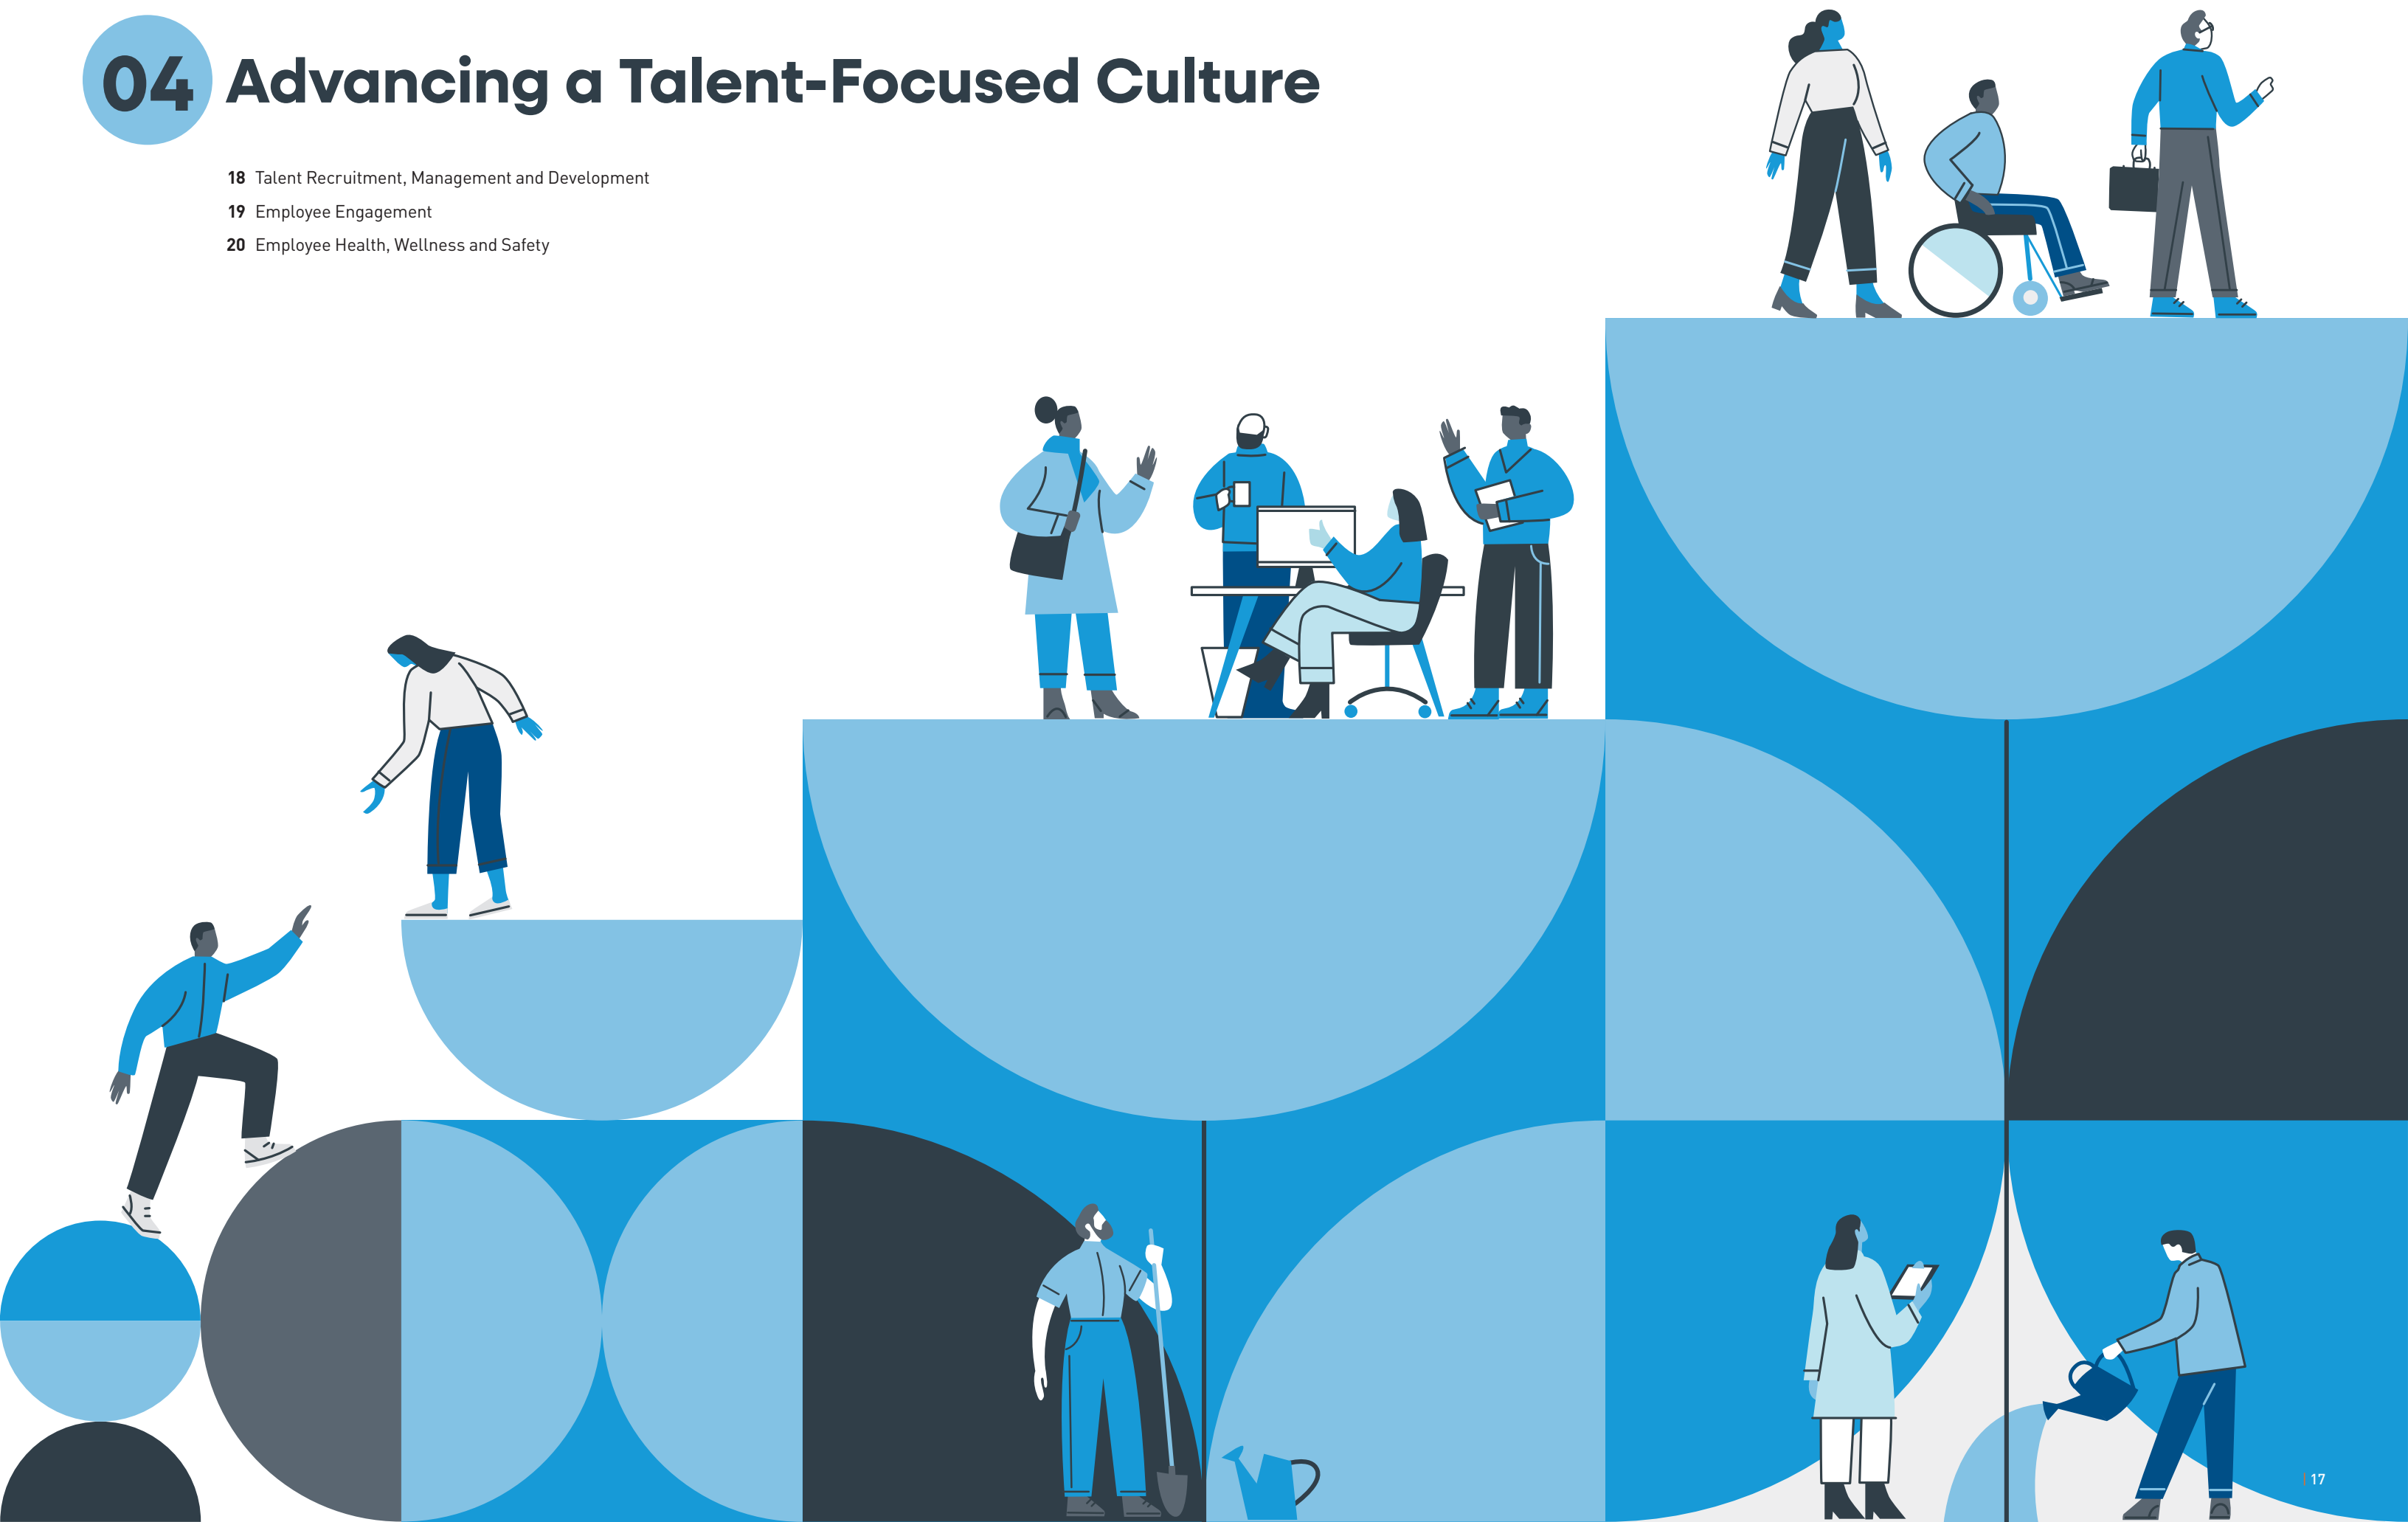 04 Advancing a Talent-Focused Culture
18 Talent Recruitment, Management and Development
19 Employee Engagement
20 Employee Health, Wellness and Safety
| 17